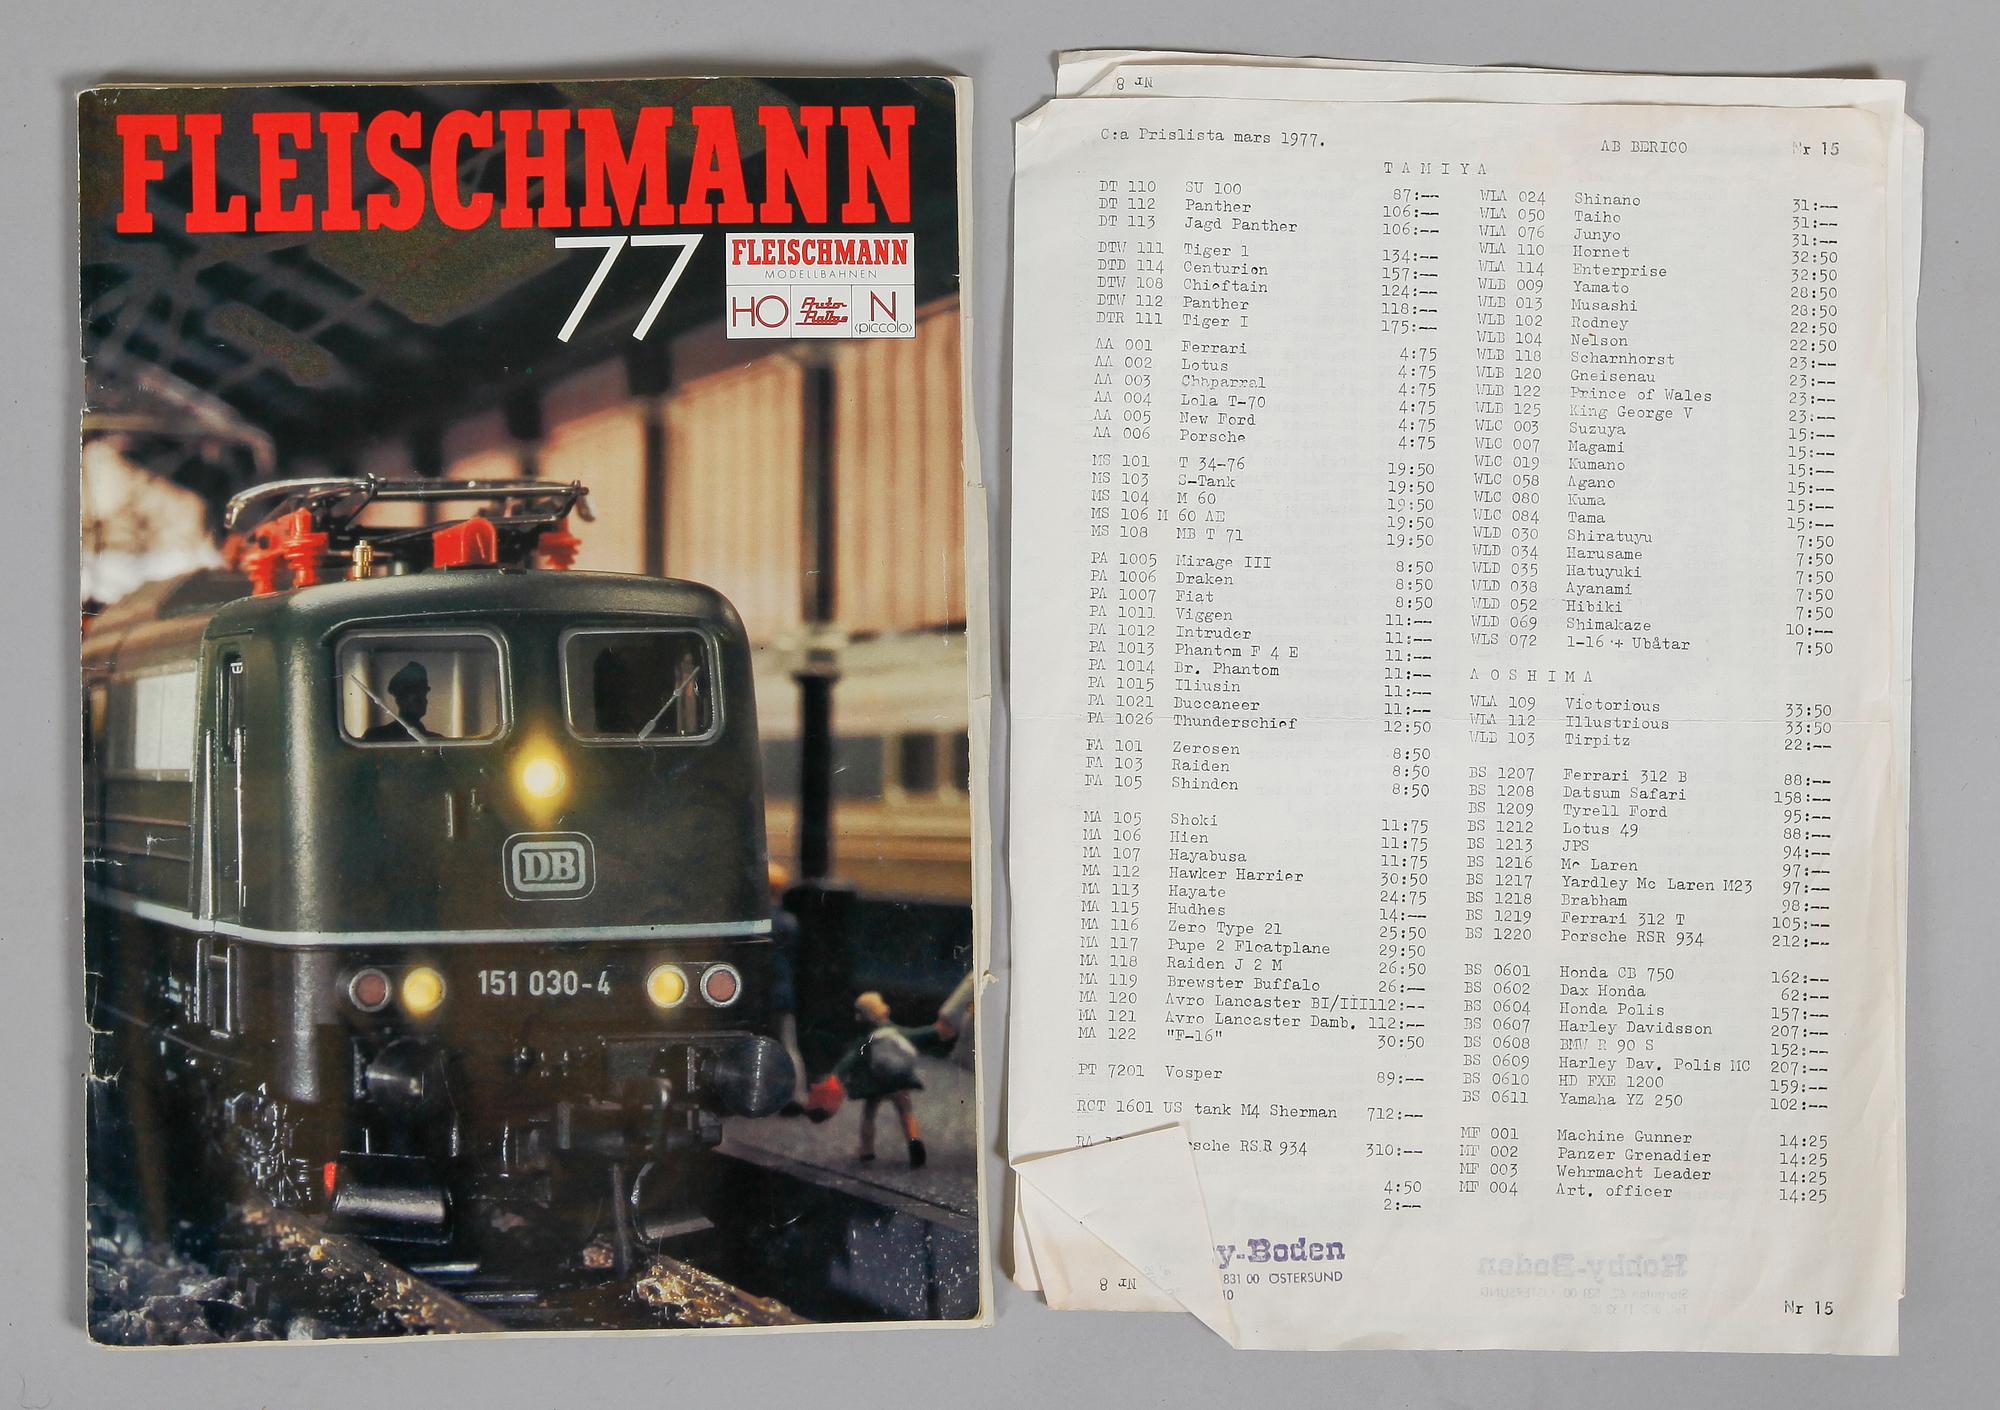 FLEISCHMANN
77
FLEISCHMANN
MODELLBAHNEN
HO
Auto-
Rallye
N
(piccolo)
DB
151 030-4
Nr 8
C:a Prislista mars 1977.
AB BERICO
Nr 15
T A M I Y A
DT 110 SU 100 87:--
DT 112 Panther 106:--
DT 113 Jagd Panther 106:--
DTW 111 Tiger 1 134:--
DTD 114 Centurion 157:--
DTW 108 Chieftain 124:--
DTW 112 Panther 118:--
DTR 111 Tiger I 175:--
AA 001 Ferrari 4:75
AA 002 Lotus 4:75
AA 003 Chaparral 4:75
AA 004 Lola T-70 4:75
AA 005 New Ford 4:75
AA 006 Porsche 4:75
MS 101 T 34-76 19:50
MS 103 S-Tank 19:50
MS 104 M 60 19:50
MS 106 M 60 AE 19:50
MS 108 MB T 71 19:50
PA 1005 Mirage III 8:50
PA 1006 Draken 8:50
PA 1007 Fiat 8:50
PA 1011 Viggen 11:--
PA 1012 Intruder 11:--
PA 1013 Phantom F 4 E 11:--
PA 1014 Br. Phantom 11:--
PA 1015 Iliusin 11:--
PA 1021 Buccaneer 11:--
PA 1026 Thunderschief 12:50
FA 101 Zerosen 8:50
FA 103 Raiden 8:50
FA 105 Shinden 8:50
MA 105 Shoki 11:75
MA 106 Hien 11:75
MA 107 Hayabusa 11:75
MA 112 Hawker Harrier 30:50
MA 113 Hayate 24:75
MA 115 Hudhes 14:--
MA 116 Zero Type 21 25:50
MA 117 Pupe 2 Floatplane 29:50
MA 118 Raiden J 2 M 26:50
MA 119 Brewster Buffalo 26:--
MA 120 Avro Lancaster BI/III112:--
MA 121 Avro Lancaster Damb. 112:--
MA 122 "F-16" 30:50
PT 7201 Vosper 89:--
RCT 1601 US tank M4 Sherman 712:--
RSR 934 310:--
4:50
2:--
WLA 024 Shinano 31:--
WLA 050 Taiho 31:--
WLA 076 Junyo 31:--
WLA 110 Hornet 32:50
WLA 114 Enterprise 32:50
WLB 009 Yamato 28:50
WLB 013 Musashi 28:50
WLB 102 Rodney 22:50
WLB 104 Nelson 22:50
WLB 118 Scharnhorst 23:--
WLB 120 Gneisenau 23:--
WLB 122 Prince of Wales 23:--
WLB 125 King George V 23:--
WLC 003 Suzuya 15:--
WLC 007 Magami 15:--
WLC 019 Kumano 15:--
WLC 058 Agano 15:--
WLC 080 Kuma 15:--
WLC 084 Tama 15:--
WLD 030 Shiratuyu 7:50
WLD 034 Harusame 7:50
WLD 035 Hatuyuki 7:50
WLD 038 Ayanami 7:50
WLD 052 Hibiki 7:50
WLD 069 Shimakaze 10:--
WLS 072 1-16 + Ubåtar 7:50
A O S H I M A
WLA 109 Victorious 33:50
WLA 112 Illustrious 33:50
WLB 103 Tirpitz 22:--
BS 1207 Ferrari 312 B 88:--
BS 1208 Datsum Safari 158:--
BS 1209 Tyrell Ford 95:--
BS 1212 Lotus 49 88:--
BS 1213 JPS 94:--
BS 1216 Mc Laren 97:--
BS 1217 Yardley Mc Laren M23 97:--
BS 1218 Brabham 98:--
BS 1219 Ferrari 312 T 105:--
BS 1220 Porsche RSR 934 212:--
BS 0601 Honda CB 750 162:--
BS 0602 Dax Honda 62:--
BS 0604 Honda Polis 157:--
BS 0607 Harley Davidsson 207:--
BS 0608 BMW R 90 S 152:--
BS 0609 Harley Dav. Polis MC 207:--
BS 0610 HD FXE 1200 159:--
BS 0611 Yamaha YZ 250 102:--
MF 001 Machine Gunner 14:25
MF 002 Panzer Grenadier 14:25
MF 003 Wehrmacht Leader 14:25
MF 004 Art. officer 14:25
y-Boden
831 00 ÖSTERSUND
10
Nr 8
Hobby-Boden
Nr 15